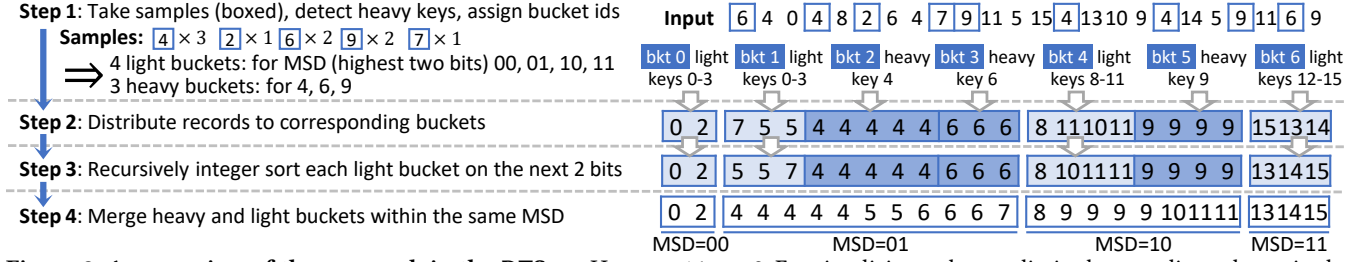 Step 1: Take samples (boxed), detect heavy keys, assign bucket ids
Samples: 4 × 3 2 × 1 6 × 2 9 × 2 7 × 1
⇒ 4 light buckets: for MSD (highest two bits) 00, 01, 10, 11
3 heavy buckets: for 4, 6, 9
Input 6 4 0 4 8 2 6 4 7 9 11 5 15 4 13 10 9 4 14 5 9 11 6 9
bkt 0 light bkt 1 light bkt 2 heavy bkt 3 heavy bkt 4 light bkt 5 heavy bkt 6 light
keys 0-3 keys 0-3 key 4 key 6 keys 8-11 key 9 keys 12-15
Step 2: Distribute records to corresponding buckets
0 2 7 5 5 4 4 4 4 4 6 6 6 8 11 10 11 9 9 9 9 15 13 14
Step 3: Recursively integer sort each light bucket on the next 2 bits
0 2 5 5 7 4 4 4 4 4 6 6 6 8 10 11 11 9 9 9 9 13 14 15
Step 4: Merge heavy and light buckets within the same MSD
0 2 4 4 4 4 4 5 5 6 6 6 7 8 9 9 9 9 10 11 11 13 14 15
MSD=00 MSD=01 MSD=10 MSD=11